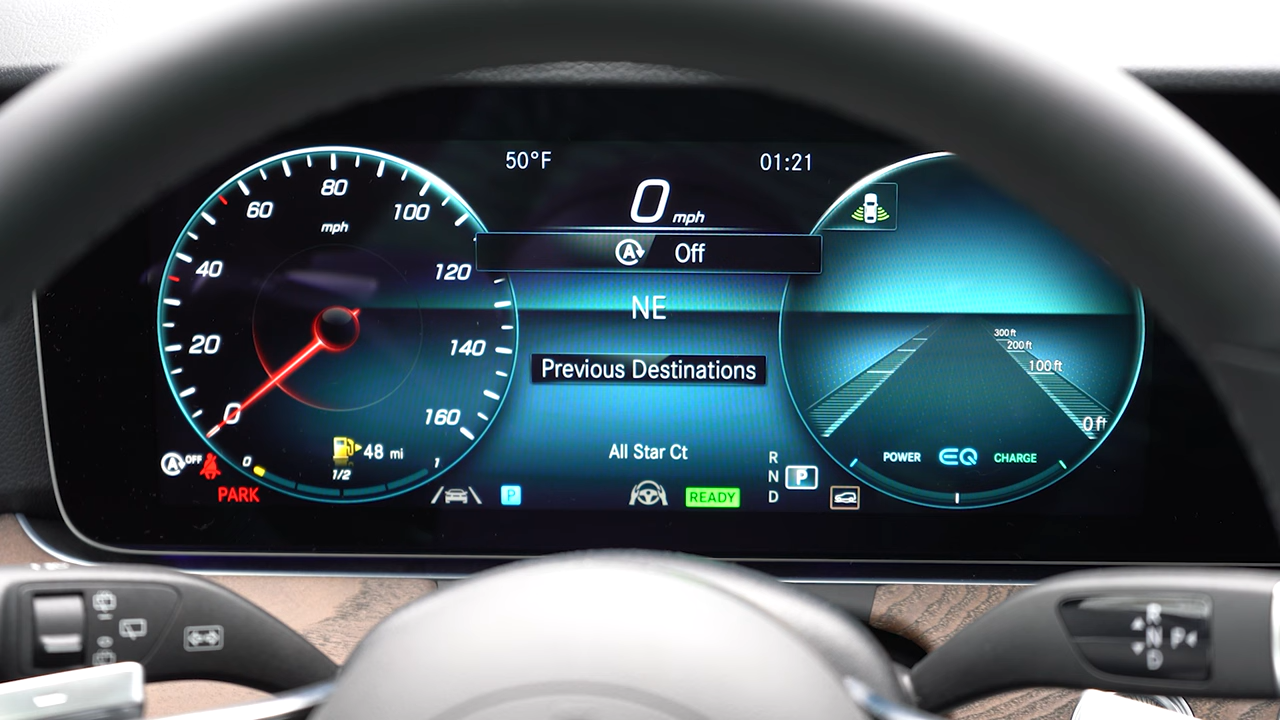 50°F
01:21
0 mph
A Off
NE
Previous Destinations
All Star Ct
0
20
40
60
80
100
120
140
160
mph
A OFF
PARK
0
1/2
1
48 mi
P
READY
R
N
D
P
300 ft
200 ft
100 ft
0 ft
POWER
EQ
CHARGE
R
N
D
P